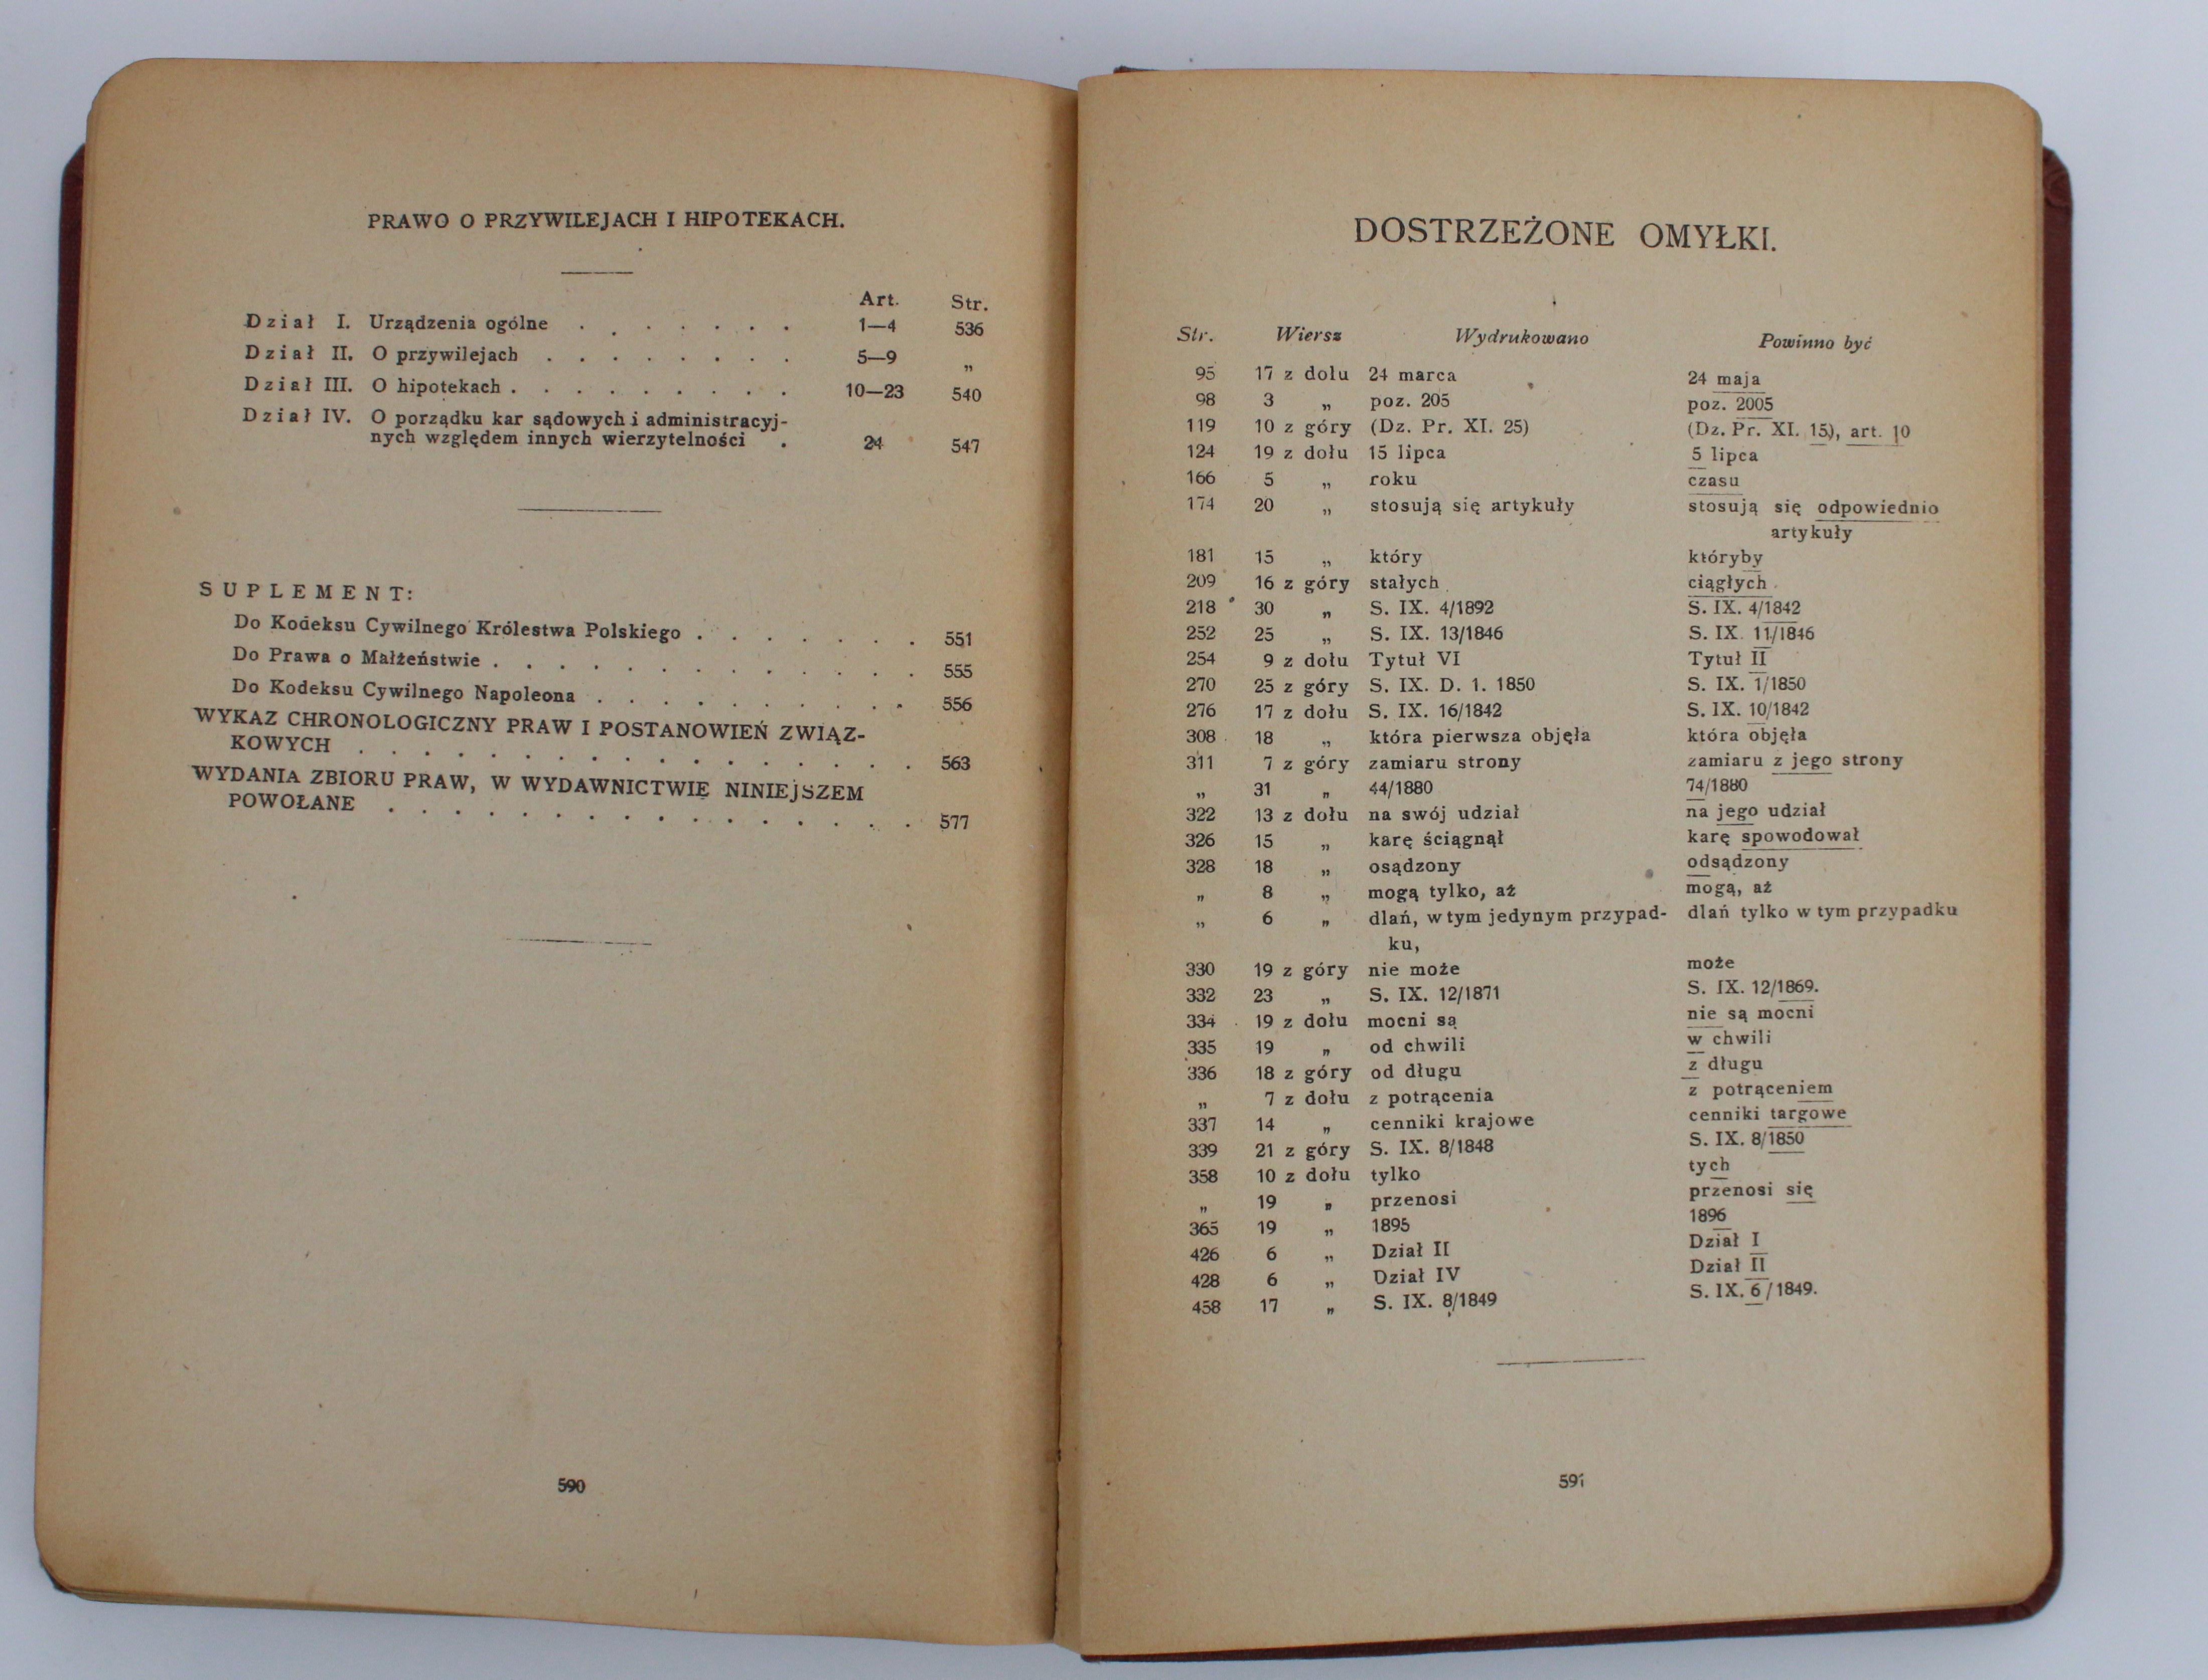 PRAWO O PRZYWILEJACH I HIPOTEKACH.
Art. Str.
Dział I. Urządzenia ogólne . . . . . . . 1—4 536
Dział II. O przywilejach . . . . . . . . 5—9 „
Dział III. O hipotekach . . . . . . . . . 10—23 540
Dział IV. O porządku kar sądowych i administracyj-
nych względem innych wierzytelności . 24 547
SUPLEMENT:
Do Kodeksu Cywilnego Królestwa Polskiego . . . . . . . 551
Do Prawa o Małżeństwie . . . . . . . . . . . . . 555
Do Kodeksu Cywilnego Napoleona . . . . . . . . . . 556
WYKAZ CHRONOLOGICZNY PRAW I POSTANOWIEŃ ZWIĄZ-
KOWYCH . . . . . . . . . . . . . . . . . 563
WYDANIA ZBIORU PRAW, W WYDAWNICTWIE NINIEJSZEM
POWOŁANE . . . . . . . . . . . . . . . . 577
590
DOSTRZEŻONE OMYŁKI.
Str. Wiersz Wydrukowano Powinno być
95 17 z dolu 24 marca 24 maja
98 3 „ poz. 205 poz. 2005
119 10 z góry (Dz. Pr. XI. 25) (Dz. Pr. XI. 15), art. 10
124 19 z dołu 15 lipca 5 lipca
166 5 „ roku czasu
174 20 „ stosują się artykuły stosują się odpowiednio
artykuły
181 15 „ który któryby
209 16 z góry stałych ciągłych
218 30 „ S. IX. 4/1892 S. IX. 4/1842
252 25 „ S. IX. 13/1846 S. IX. 11/1846
254 9 z dołu Tytuł VI Tytuł II
270 25 z góry S. IX. D. 1. 1850 S. IX. 1/1850
276 17 z dołu S. IX. 16/1842 S. IX. 10/1842
308 18 „ która pierwsza objęła która objęła
311 7 z góry zamiaru strony zamiaru z jego strony
„ 31 „ 44/1880 74/1880
322 13 z dołu na swój udział na jego udział
326 15 „ karę ściągnął karę spowodował
328 18 „ osądzony odsądzony
„ 8 „ mogą tylko, aż mogą, aż
„ 6 „ dlań, w tym jedynym przypad- dlań tylko w tym przypadku
ku,
330 19 z góry nie może może
332 23 „ S. IX. 12/1871 S. IX. 12/1869.
334 19 z dołu mocni są nie są mocni
335 19 „ od chwili w chwili
336 18 z góry od długu z długu
„ 7 z dołu z potrącenia z potrąceniem
337 14 „ cenniki krajowe cenniki targowe
339 21 z góry S. IX. 8/1848 S. IX. 8/1850
358 10 z dołu tylko tych
„ 19 „ przenosi przenosi się
365 19 „ 1895 1896
426 6 „ Dział II Dział I
428 6 „ Dział IV Dział II
458 17 „ S. IX. 8/1849 S. IX. 6/1849.
591